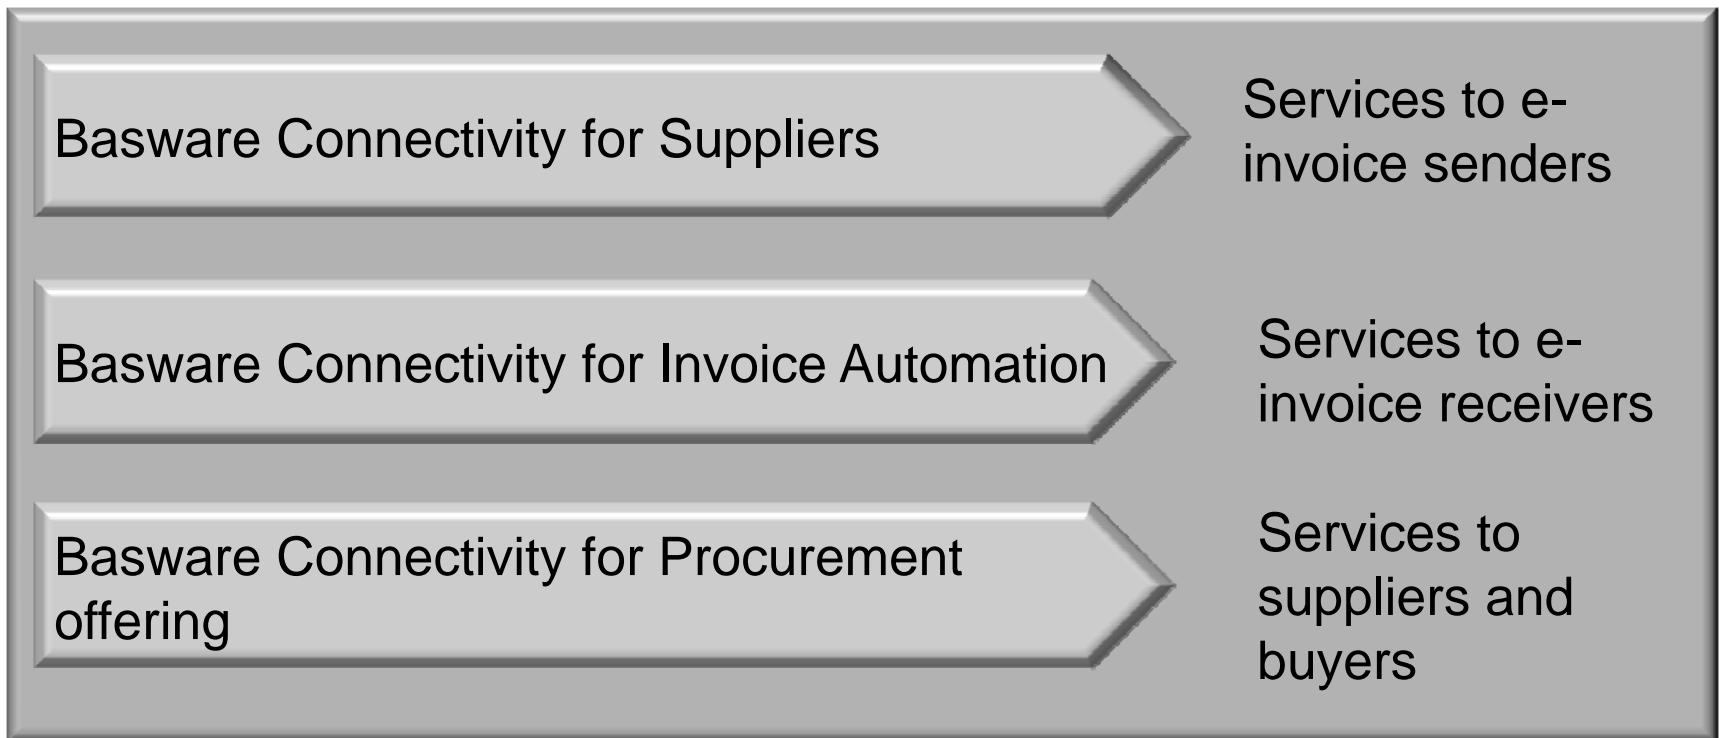 Basware Connectivity for Suppliers
Services to e-
invoice senders
Basware Connectivity for Invoice Automation
Services to e-
invoice receivers
Basware Connectivity for Procurement
offering
Services to
suppliers and
buyers